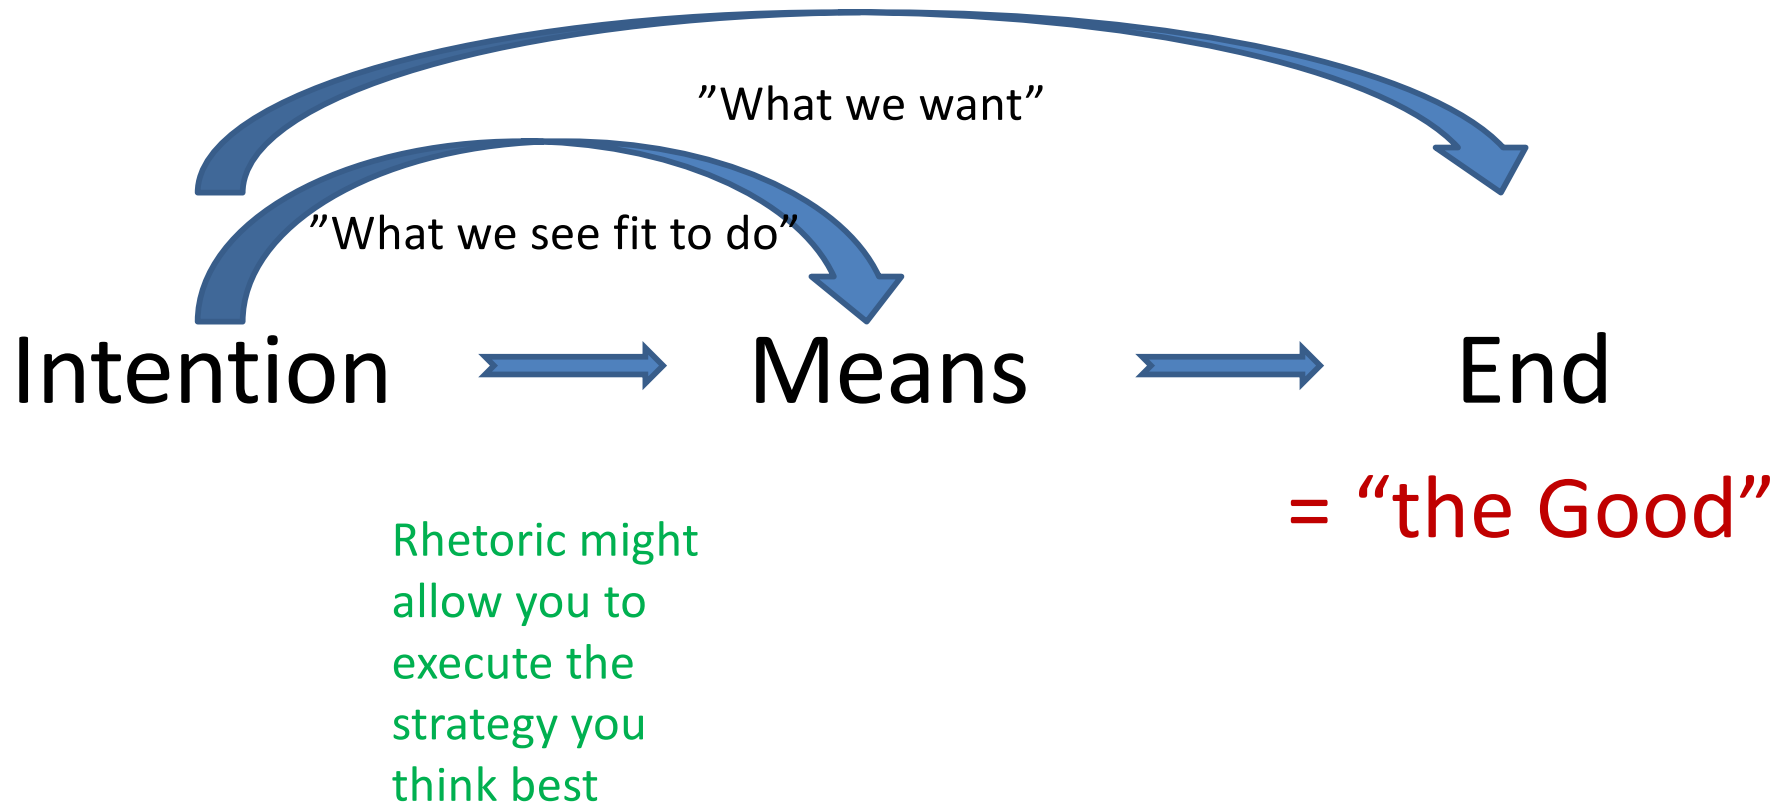 ”What we want”
”What we see fit to do”
Intention Means End
= “the Good”
Rhetoric might
allow you to
execute the
strategy you
think best